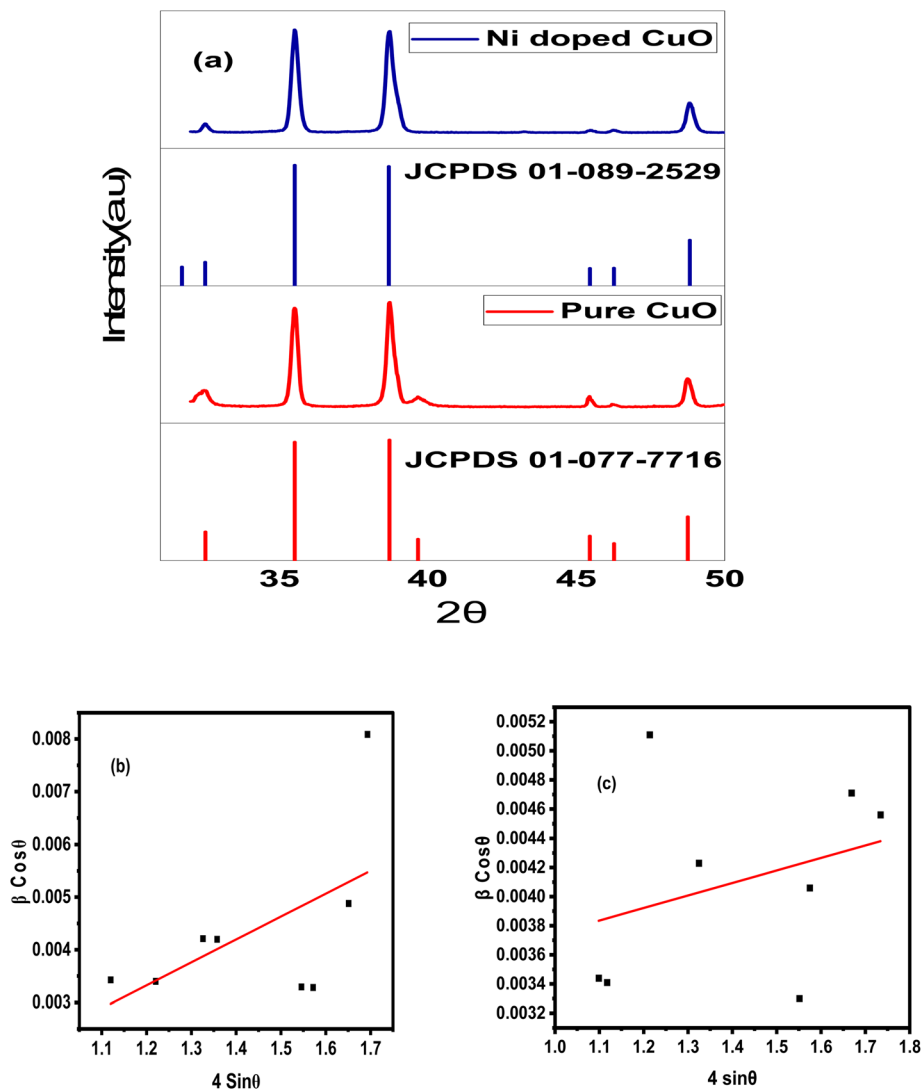 (a)
Ni doped CuO
JCPDS 01-089-2529
Intensity(a.u)
Pure CuO
JCPDS 01-077-7716
35 40 45 50
2θ
(b)
0.008
0.007
0.006
0.005
0.004
0.003
β Cosθ
1.1 1.2 1.3 1.4 1.5 1.6 1.7
4 Sinθ
(c)
0.0052
0.0050
0.0048
0.0046
0.0044
0.0042
0.0040
0.0038
0.0036
0.0034
0.0032
β Cosθ
1.0 1.1 1.2 1.3 1.4 1.5 1.6 1.7 1.8
4 sinθ